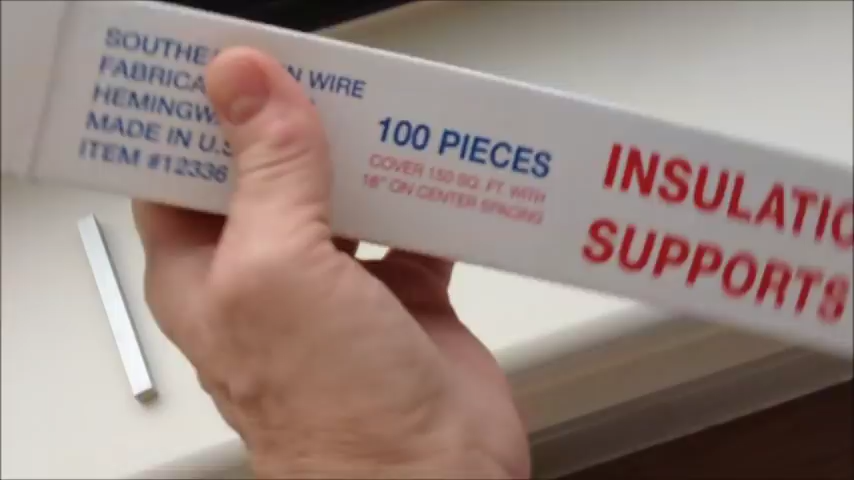 SOUTHE N WIRE
FABRICA
HEMINGW
MADE IN U.S
ITEM #12336
100 PIECES
COVER 150 SQ. FT. WITH
16" ON CENTER SPACING
INSULATIO
SUPPORTS